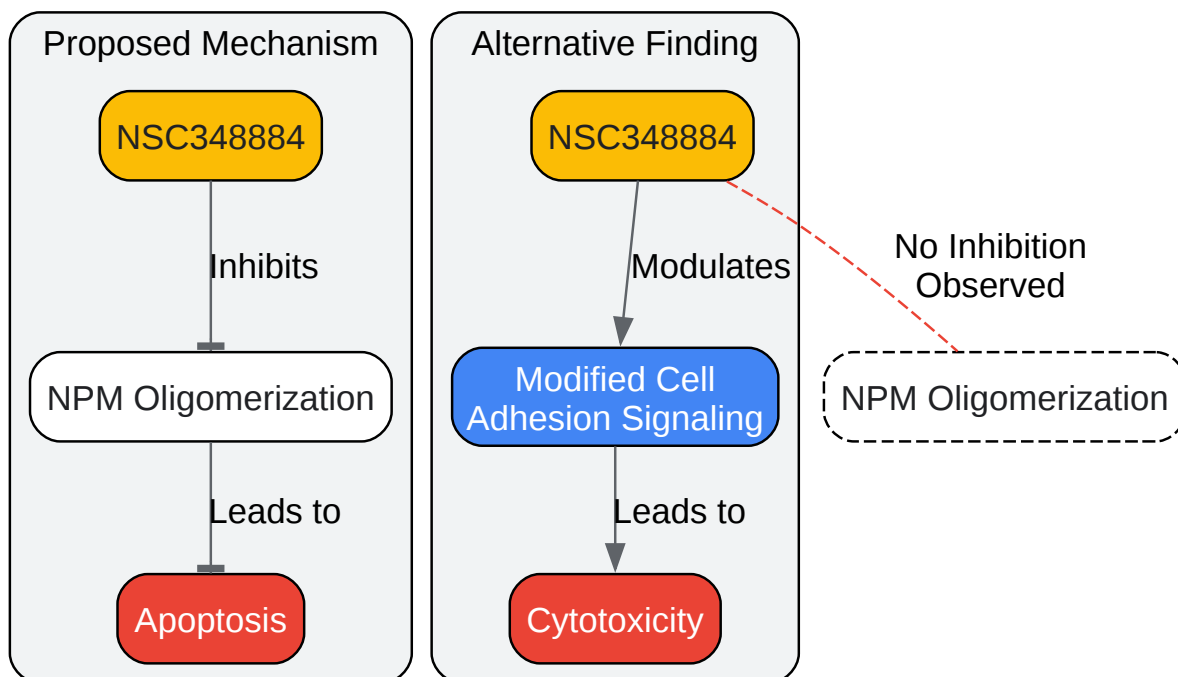 Proposed Mechanism
NSC348884
Inhibits
NPM Oligomerization
Leads to
Apoptosis
Alternative Finding
NSC348884
Modulates
Modified Cell
Adhesion Signaling
Leads to
Cytotoxicity
No Inhibition
Observed
NPM Oligomerization